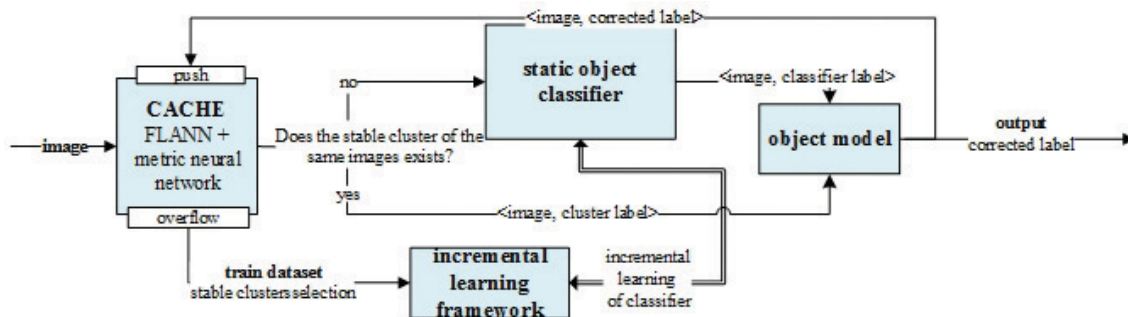 <image, corrected label>
push
CACHE
FLANN +
metric neural
network
overflow
image
no
Does the stable cluster of the
same images exists?
yes
static object
classifier
<image, classifier label>
object model
output
corrected label
<image, cluster label>
train dataset
stable clusters selection
incremental
learning
framework
incremental
learning
of classifier